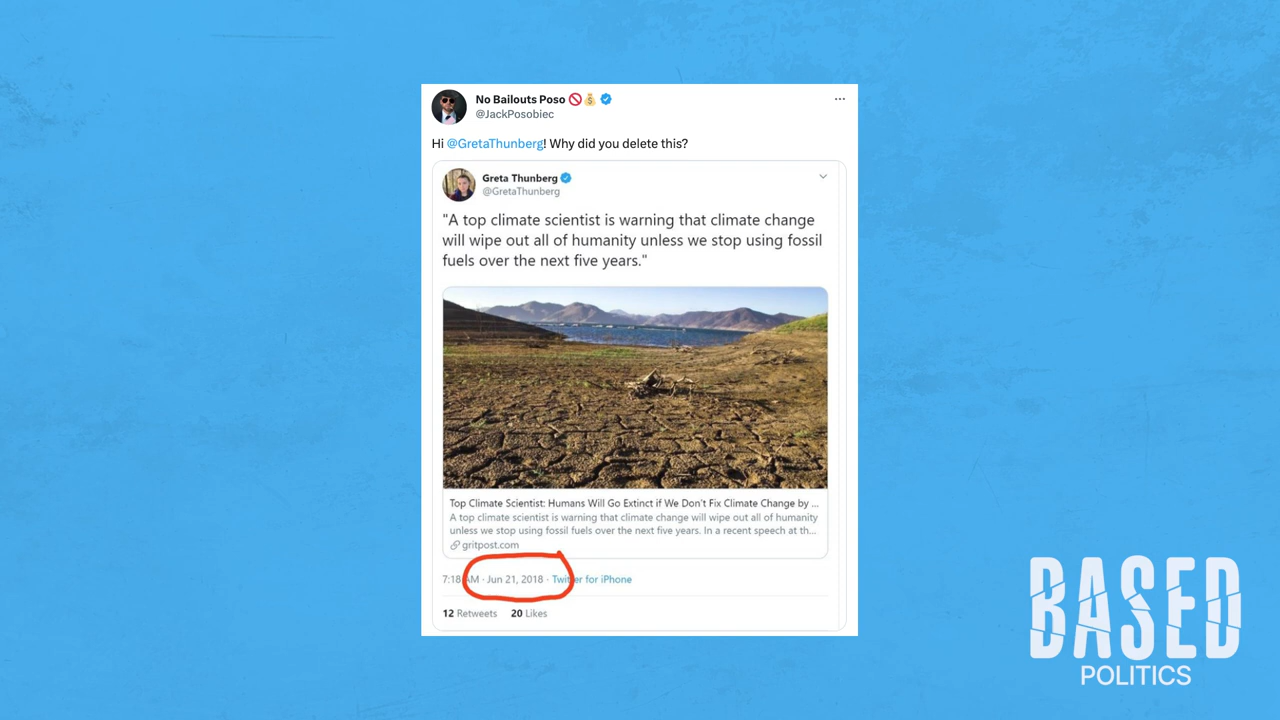 No Bailouts Poso
@JackPosobiec
Hi @GretaThunberg! Why did you delete this?
Greta Thunberg
@GretaThunberg
"A top climate scientist is warning that climate change
will wipe out all of humanity unless we stop using fossil
fuels over the next five years."
Top Climate Scientist: Humans Will Go Extinct if We Don't Fix Climate Change by ...
A top climate scientist is warning that climate change will wipe out all of humanity
unless we stop using fossil fuels over the next five years. In a recent speech at th...
gritpost.com
7:18 AM · Jun 21, 2018 · Twitter for iPhone
12 Retweets 20 Likes
BASED
POLITICS